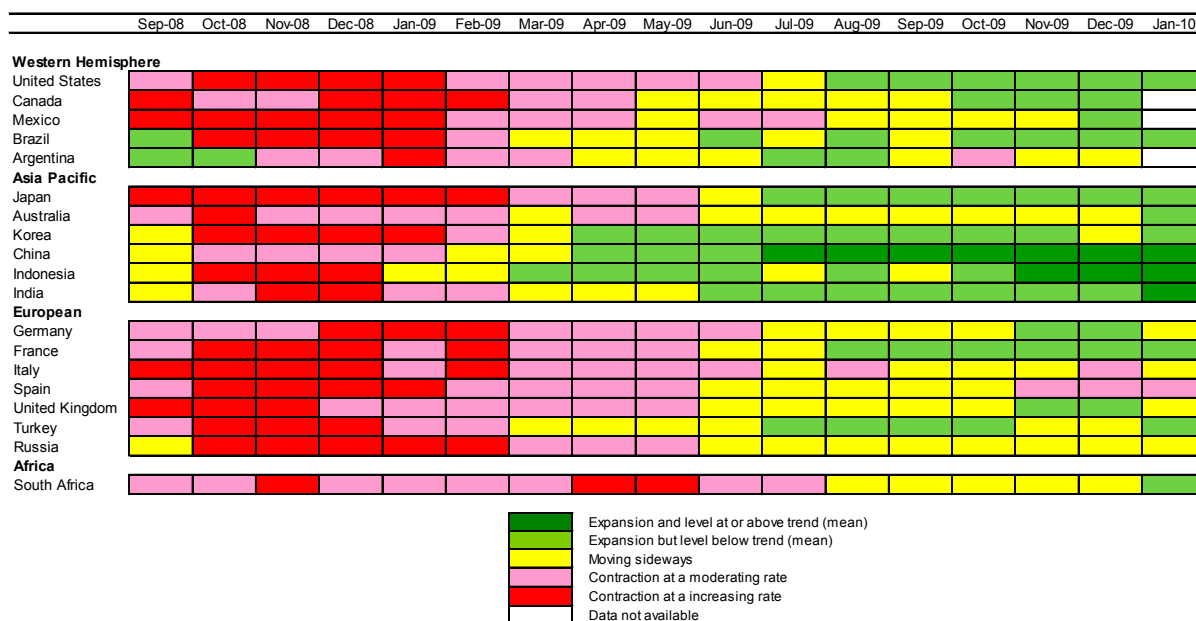 Sep-08 Oct-08 Nov-08 Dec-08 Jan-09 Feb-09 Mar-09 Apr-09 May-09 Jun-09 Jul-09 Aug-09 Sep-09 Oct-09 Nov-09 Dec-09 Jan-10
Western Hemisphere
United States
Canada
Mexico
Brazil
Argentina
Asia Pacific
Japan
Australia
Korea
China
Indonesia
India
European
Germany
France
Italy
Spain
United Kingdom
Turkey
Russia
Africa
South Africa
Expansion and level at or above trend (mean)
Expansion but level below trend (mean)
Moving sideways
Contraction at a moderating rate
Contraction at a increasing rate
Data not available